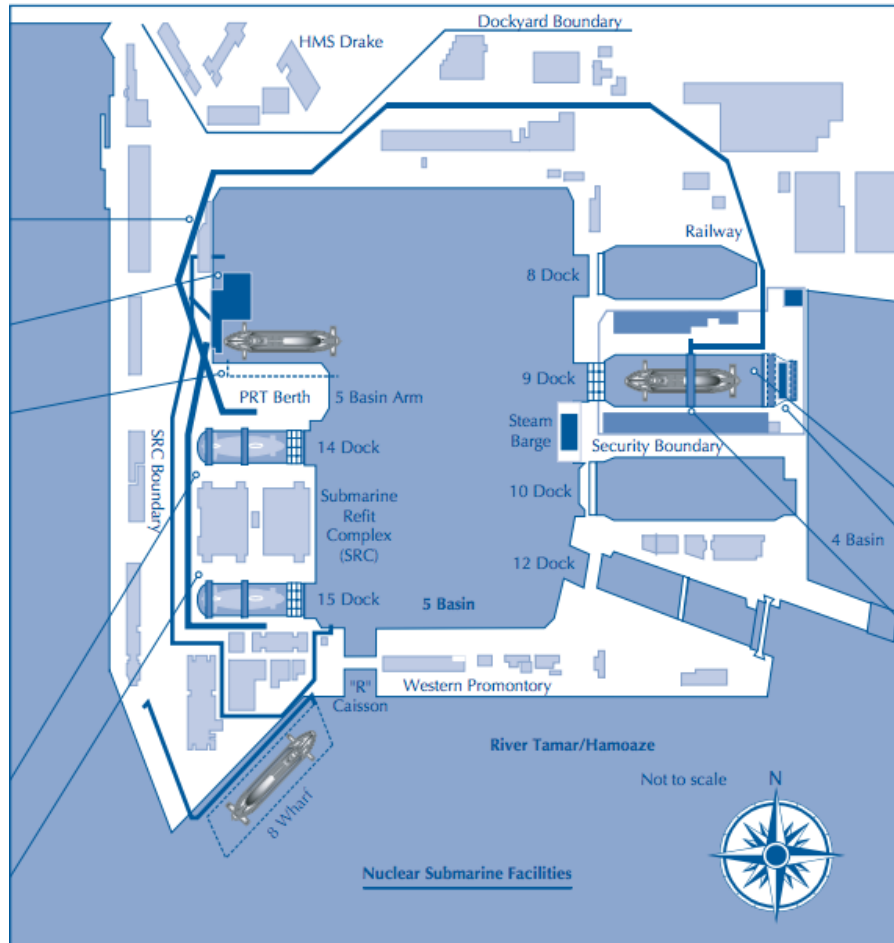 Dockyard Boundary
HMS Drake
Railway
8 Dock
9 Dock
PRT Berth
5 Basin Arm
Steam
Barge
Security Boundary
14 Dock
SRC Boundary
Submarine
Refit
Complex
(SRC)
10 Dock
4 Basin
12 Dock
15 Dock
5 Basin
"R"
Caisson
Western Promontory
River Tamar/Hamoaze
Not to scale
N
8 Wharf
Nuclear Submarine Facilities